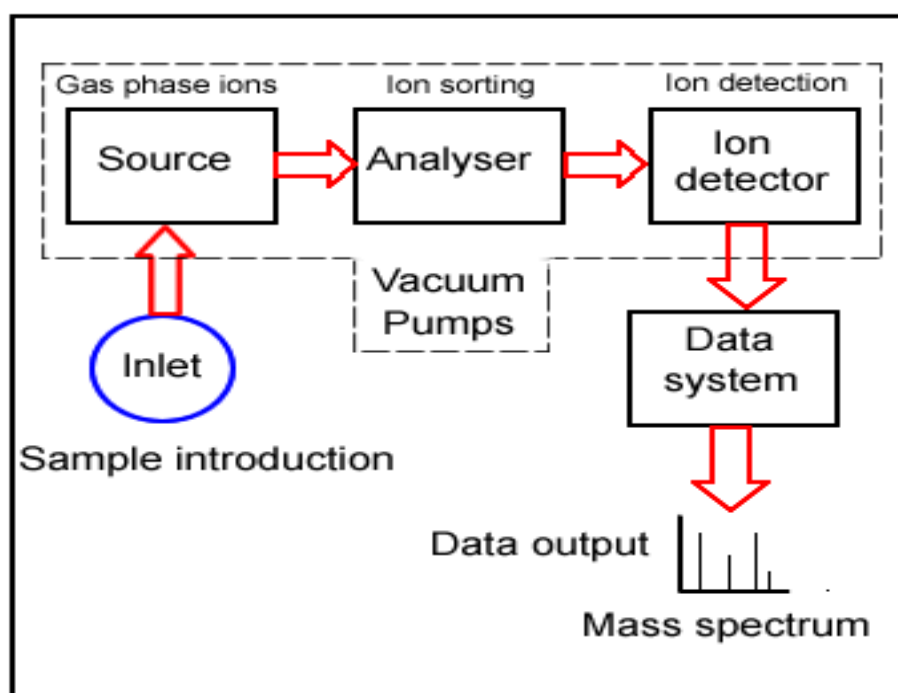 Gas phase ions
Ion sorting
Ion detection
Source
Analyser
Ion
detector
Vacuum
Pumps
Inlet
Data
system
Sample introduction
Data output
Mass spectrum